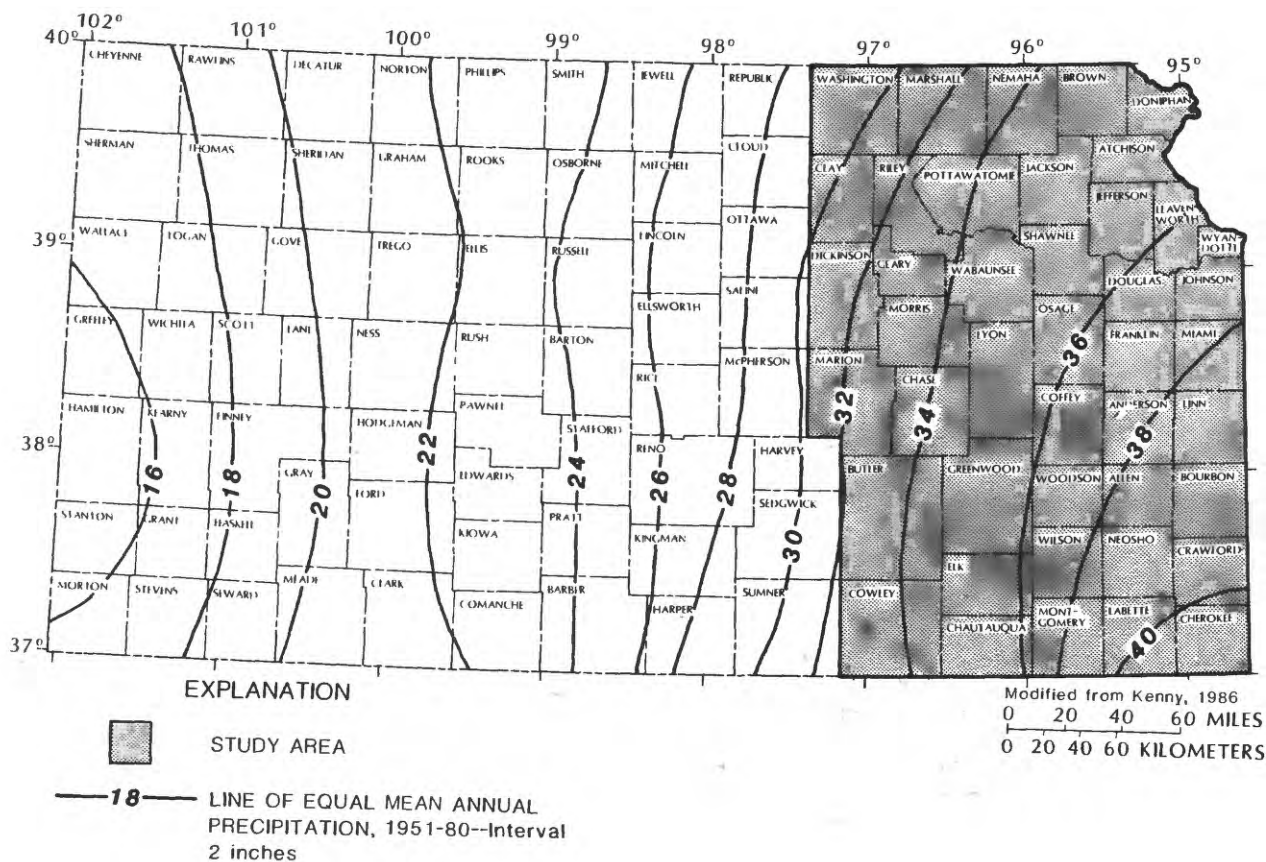 102° 101° 100° 99° 98° 97° 96° 95°
40°
CHEYENNE RAWLINS DECATUR NORTON PHILLIPS SMITH JEWELL REPUBLIC WASHINGTON MARSHALL NEMAHA BROWN
DONIPHAN
CLOUD
ATCHISON
SHERMAN THOMAS SHERIDAN GRAHAM ROOKS OSBORNE MITCHELL CLAY RILEY POTTAWATOMIE JACKSON
JEFFERSON
LEAVEN
WORTH
OTTAWA
39°
WALLACE LOGAN GOVE TREGO ELLIS RUSSELL LINCOLN DICKINSON GEARY WABAUNSEE SHAWNEE WYAN
DOTTE
SALINE DOUGLAS JOHNSON
ELLSWORTH MORRIS OSAGE
GREELEY WICHITA SCOTT LANE NESS RUSH BARTON LYON FRANKLIN MIAMI
36
McPHERSON MARION
RICE CHASE
32 34
PAWNEE COFFEY ANDERSON LINN
HAMILTON KEARNY FINNEY HODGEMAN STAFFORD
38
38°
22 24 RENO HARVEY
16 18 GRAY EDWARDS 26 28 BUTLER GREENWOOD WOODSON ALLEN BOURBON
20 FORD SEDGWICK
STANTON GRANT HASKELL PRATT 30
KIOWA KINGMAN WILSON NEOSHO CRAWFORD
ELK
MORTON STEVENS SEWARD MEADE CLARK BARBER SUMNER COWLEY
COMANCHE HARPER MONT-
GOMERY LABETTE CHEROKEE
CHAUTAUQUA 40
37°
EXPLANATION
STUDY AREA
18 LINE OF EQUAL MEAN ANNUAL
PRECIPITATION, 1951-80--Interval
2 inches
Modified from Kenny, 1986
0 20 40 60 MILES
0 20 40 60 KILOMETERS